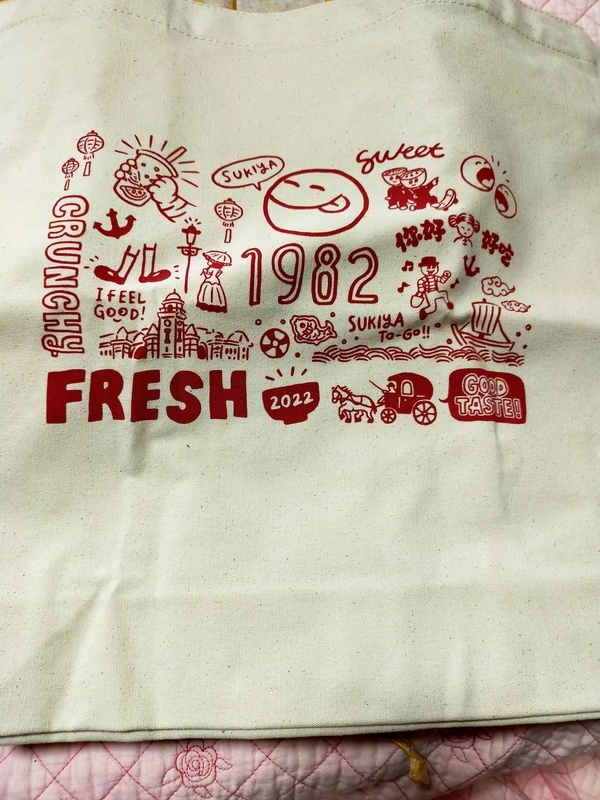 sweet
SUKIYA
CRUNCHY
你好
好吃
1982
I FEEL
GOOD!
SUKIYA
TO-GO!!
FRESH
2022
GOOD
TASTE!